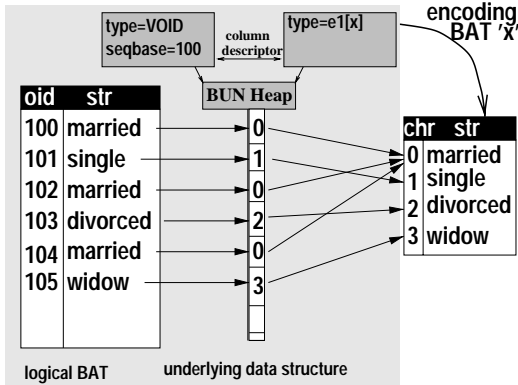 type=VOID
seqbase=100
column
descriptor
type=e1[x]
encoding
BAT 'x'
BUN Heap
oid str
100 married
101 single
102 married
103 divorced
104 married
105 widow
0
1
0
2
0
3
chr str
0 married
1 single
2 divorced
3 widow
logical BAT
underlying data structure